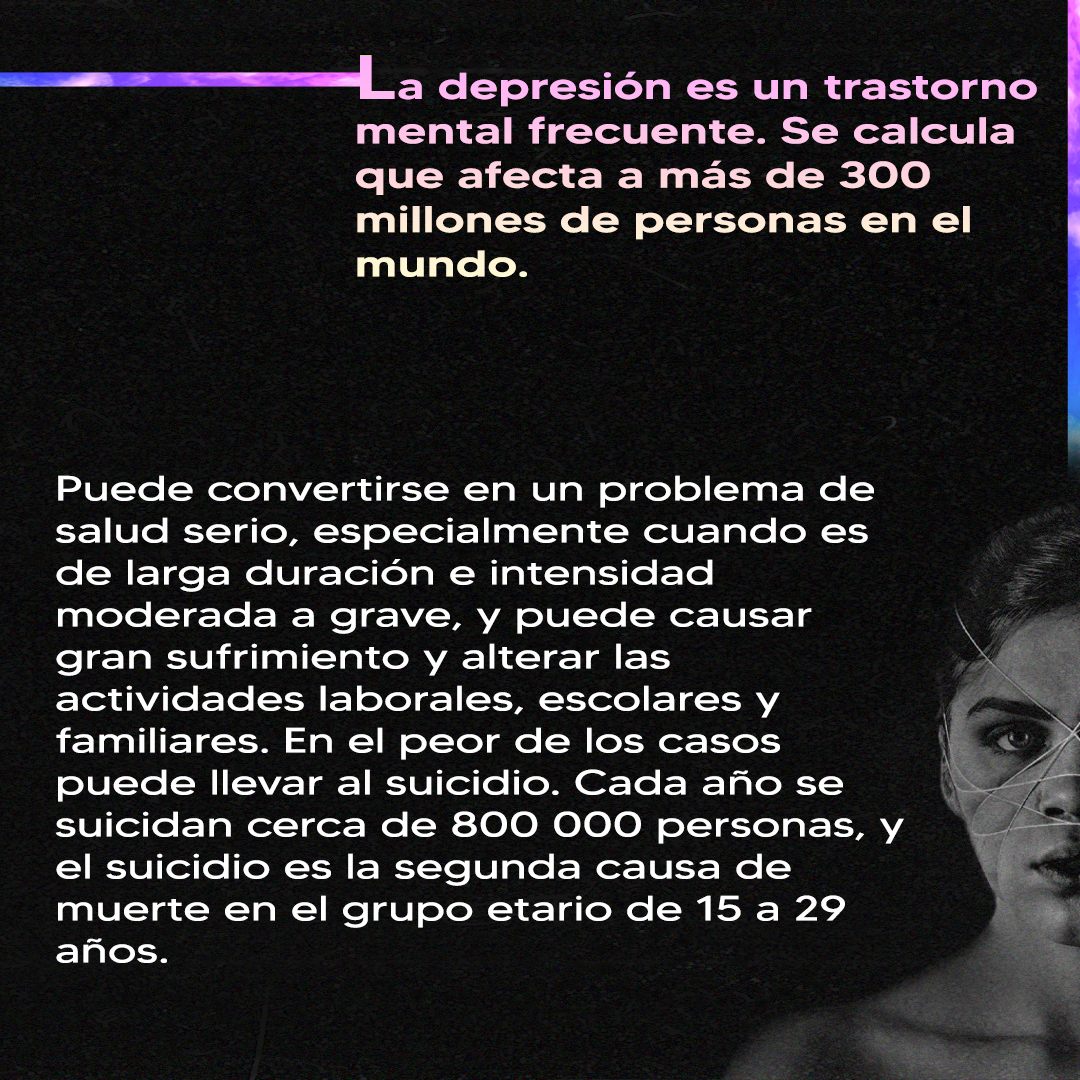 La depresión es un trastorno
mental frecuente. Se calcula
que afecta a más de 300
millones de personas en el
mundo.
Puede convertirse en un problema de
salud serio, especialmente cuando es
de larga duración e intensidad
moderada a grave, y puede causar
gran sufrimiento y alterar las
actividades laborales, escolares y
familiares. En el peor de los casos
puede llevar al suicidio. Cada año se
suicidan cerca de 800 000 personas, y
el suicidio es la segunda causa de
muerte en el grupo etario de 15 a 29
años.